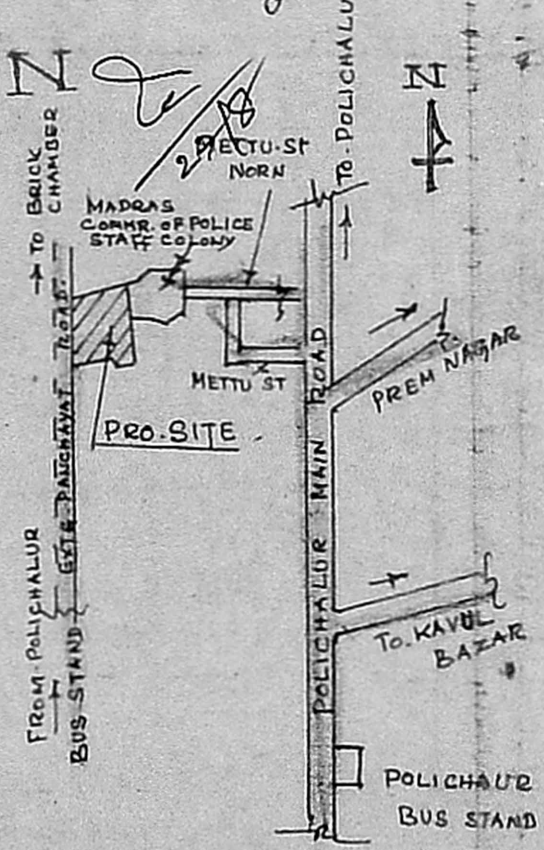 N
N
TO POLICHALU
METTU-St
NORN
TO BRICK
CHAMBER
MADRAS
COMMR. OF POLICE
STAFF COLONY
METTU ST
PRO.SITE
PREM NAGAR
POLICHALUR MAIN ROAD
PANCHAYAT ROAD.
FROM POLICHALUR
BUS STAND
TO.KAVUL
BAZAR
POLICHAUR
BUS STAND